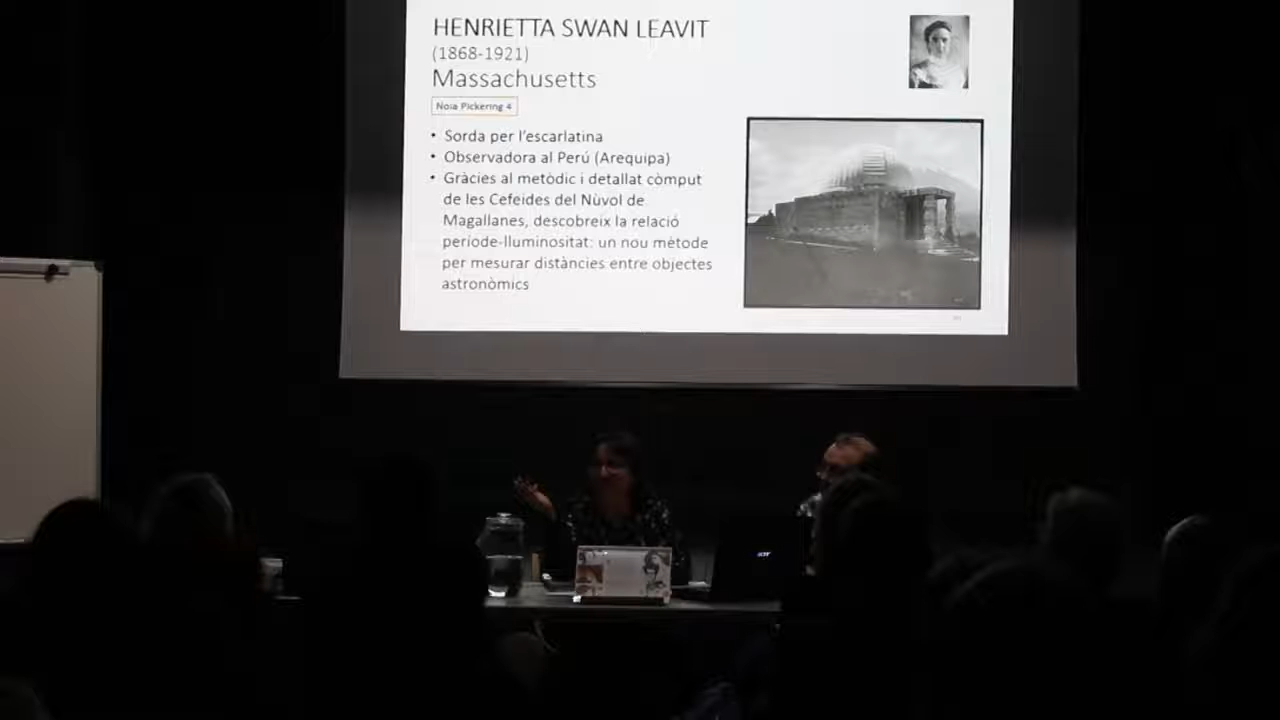 HENRIETTA SWAN LEAVIT
(1868-1921)
Massachusetts
Noia Pickering 4
• Sorda per l'escarlatina
• Observadora al Perú (Arequipa)
• Gràcies al metòdic i detallat còmput
de les Cefeides del Núvol de
Magallanes, descobreix la relació
període-lluminositat: un nou mètode
per mesurar distàncies entre objectes
astronòmics
acer